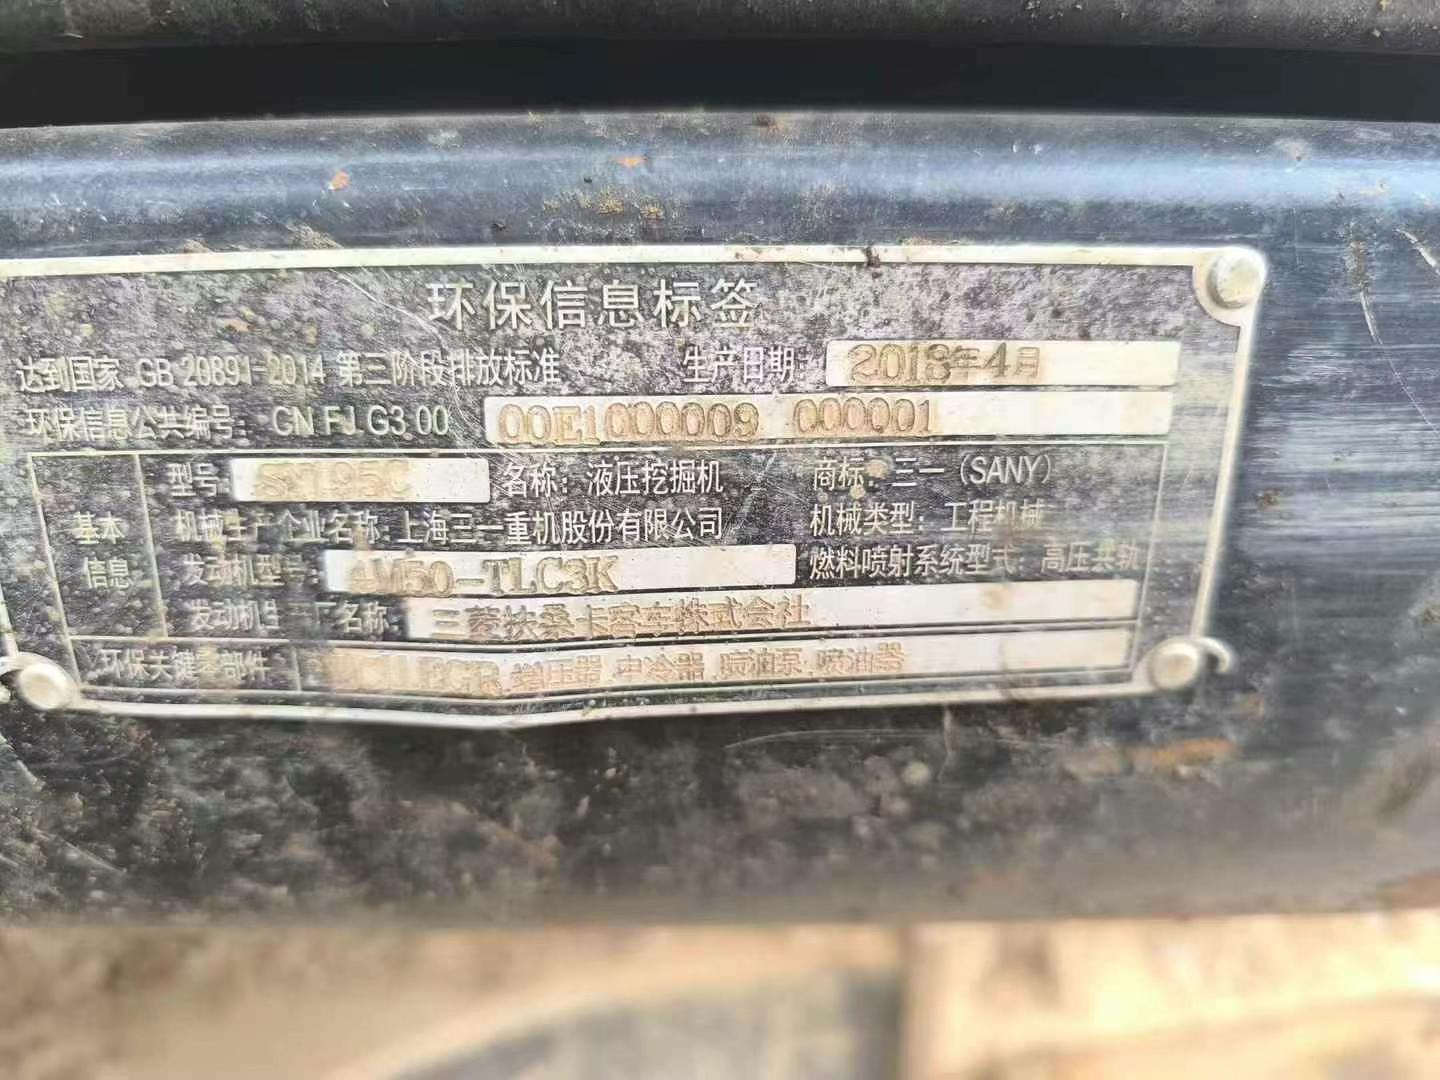 环保信息标签
达到国家 GB 20891-2014 第三阶段排放标准 生产日期: 2018年4月
环保信息公共编号: CN FJ G3 00 00E1000009 000001
型号: 名称: 液压挖掘机 商标: 三一 (SANY)
基本信息
机械生产企业名称: 上海三一重机股份有限公司 机械类型: 工程机械
发动机型号: 4M50-TLC3K 燃料喷射系统型式: 高压共轨
发动机生 厂名称: 三菱扶桑卡客车株式会社
环保关键零部件 增压器 中冷器 喷油泵 喷油器